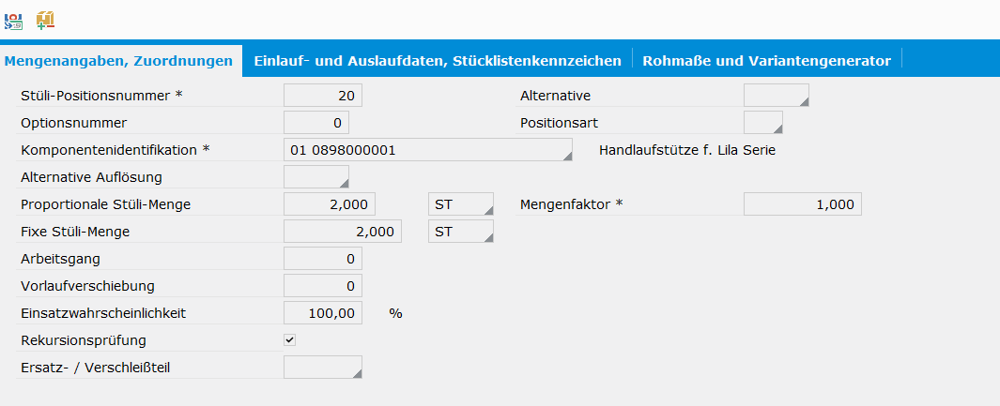 Mengenangaben, Zuordnungen Einlauf- und Auslaufdaten, Stücklistenkennzeichen Rohmaße und Variantengenerator
Stüli-Positionsnummer * 20 Alternative
Optionsnummer 0 Positionsart
Komponentenidentifikation * 01 0898000001 Handlaufstütze f. Lila Serie
Alternative Auflösung
Proportionale Stüli-Menge 2,000 ST Mengenfaktor * 1,000
Fixe Stüli-Menge 2,000 ST
Arbeitsgang 0
Vorlaufverschiebung 0
Einsatzwahrscheinlichkeit 100,00 %
Rekursionsprüfung
Ersatz- / Verschleißteil